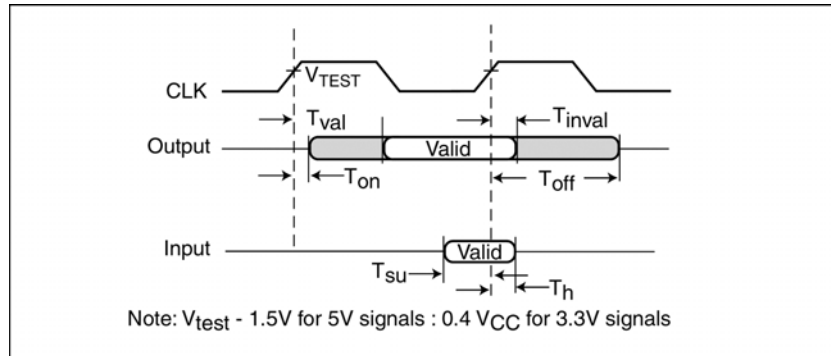 VTEST
CLK
Tval
Tinval
Output
Valid
Ton
Toff
Input
Valid
Tsu
Th
Note: Vtest - 1.5V for 5V signals : 0.4 VCC for 3.3V signals